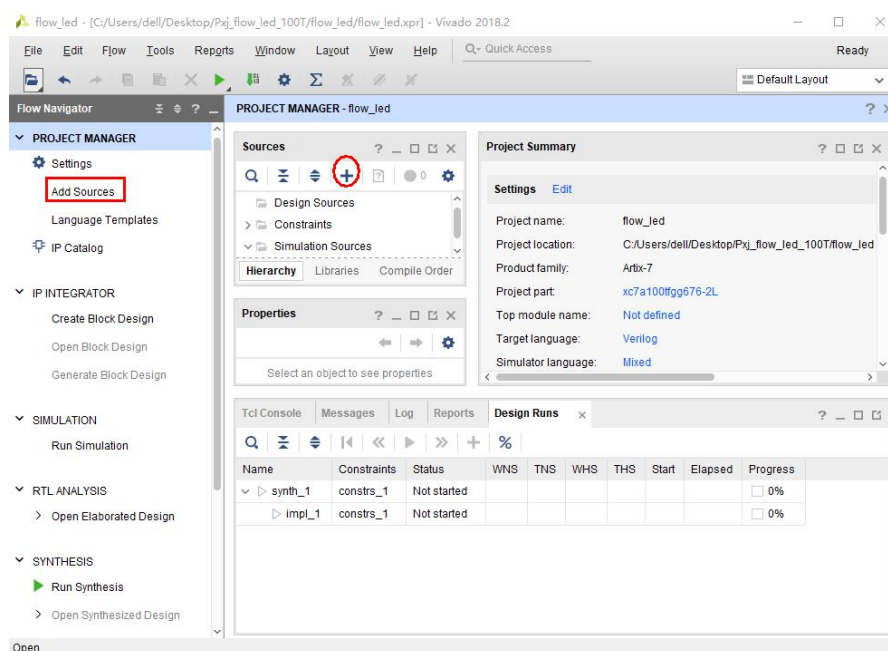 flow_led - [C:/Users/dell/Desktop/Pxj_flow_led_100T/flow_led/flow_led.xpr] - Vivado 2018.2
File Edit Flow Tools Reports Window Layout View Help Quick Access Ready
Default Layout
Flow Navigator
PROJECT MANAGER
Settings
Add Sources
Language Templates
IP Catalog
IP INTEGRATOR
Create Block Design
Open Block Design
Generate Block Design
SIMULATION
Run Simulation
RTL ANALYSIS
Open Elaborated Design
SYNTHESIS
Run Synthesis
Open Synthesized Design
PROJECT MANAGER - flow_led
Sources
0
Design Sources
Constraints
Simulation Sources
Hierarchy Libraries Compile Order
Properties
Select an object to see properties
Project Summary
Settings Edit
Project name: flow_led
Project location: C:/Users/dell/Desktop/Pxj_flow_led_100T/flow_led
Product family: Artix-7
Project part: xc7a100tfgg676-2L
Top module name: Not defined
Target language: Verilog
Simulator language: Mixed
Tcl Console Messages Log Reports Design Runs
Name Constraints Status WNS TNS WHS THS Start Elapsed Progress
synth_1 constrs_1 Not started 0%
impl_1 constrs_1 Not started 0%
Open